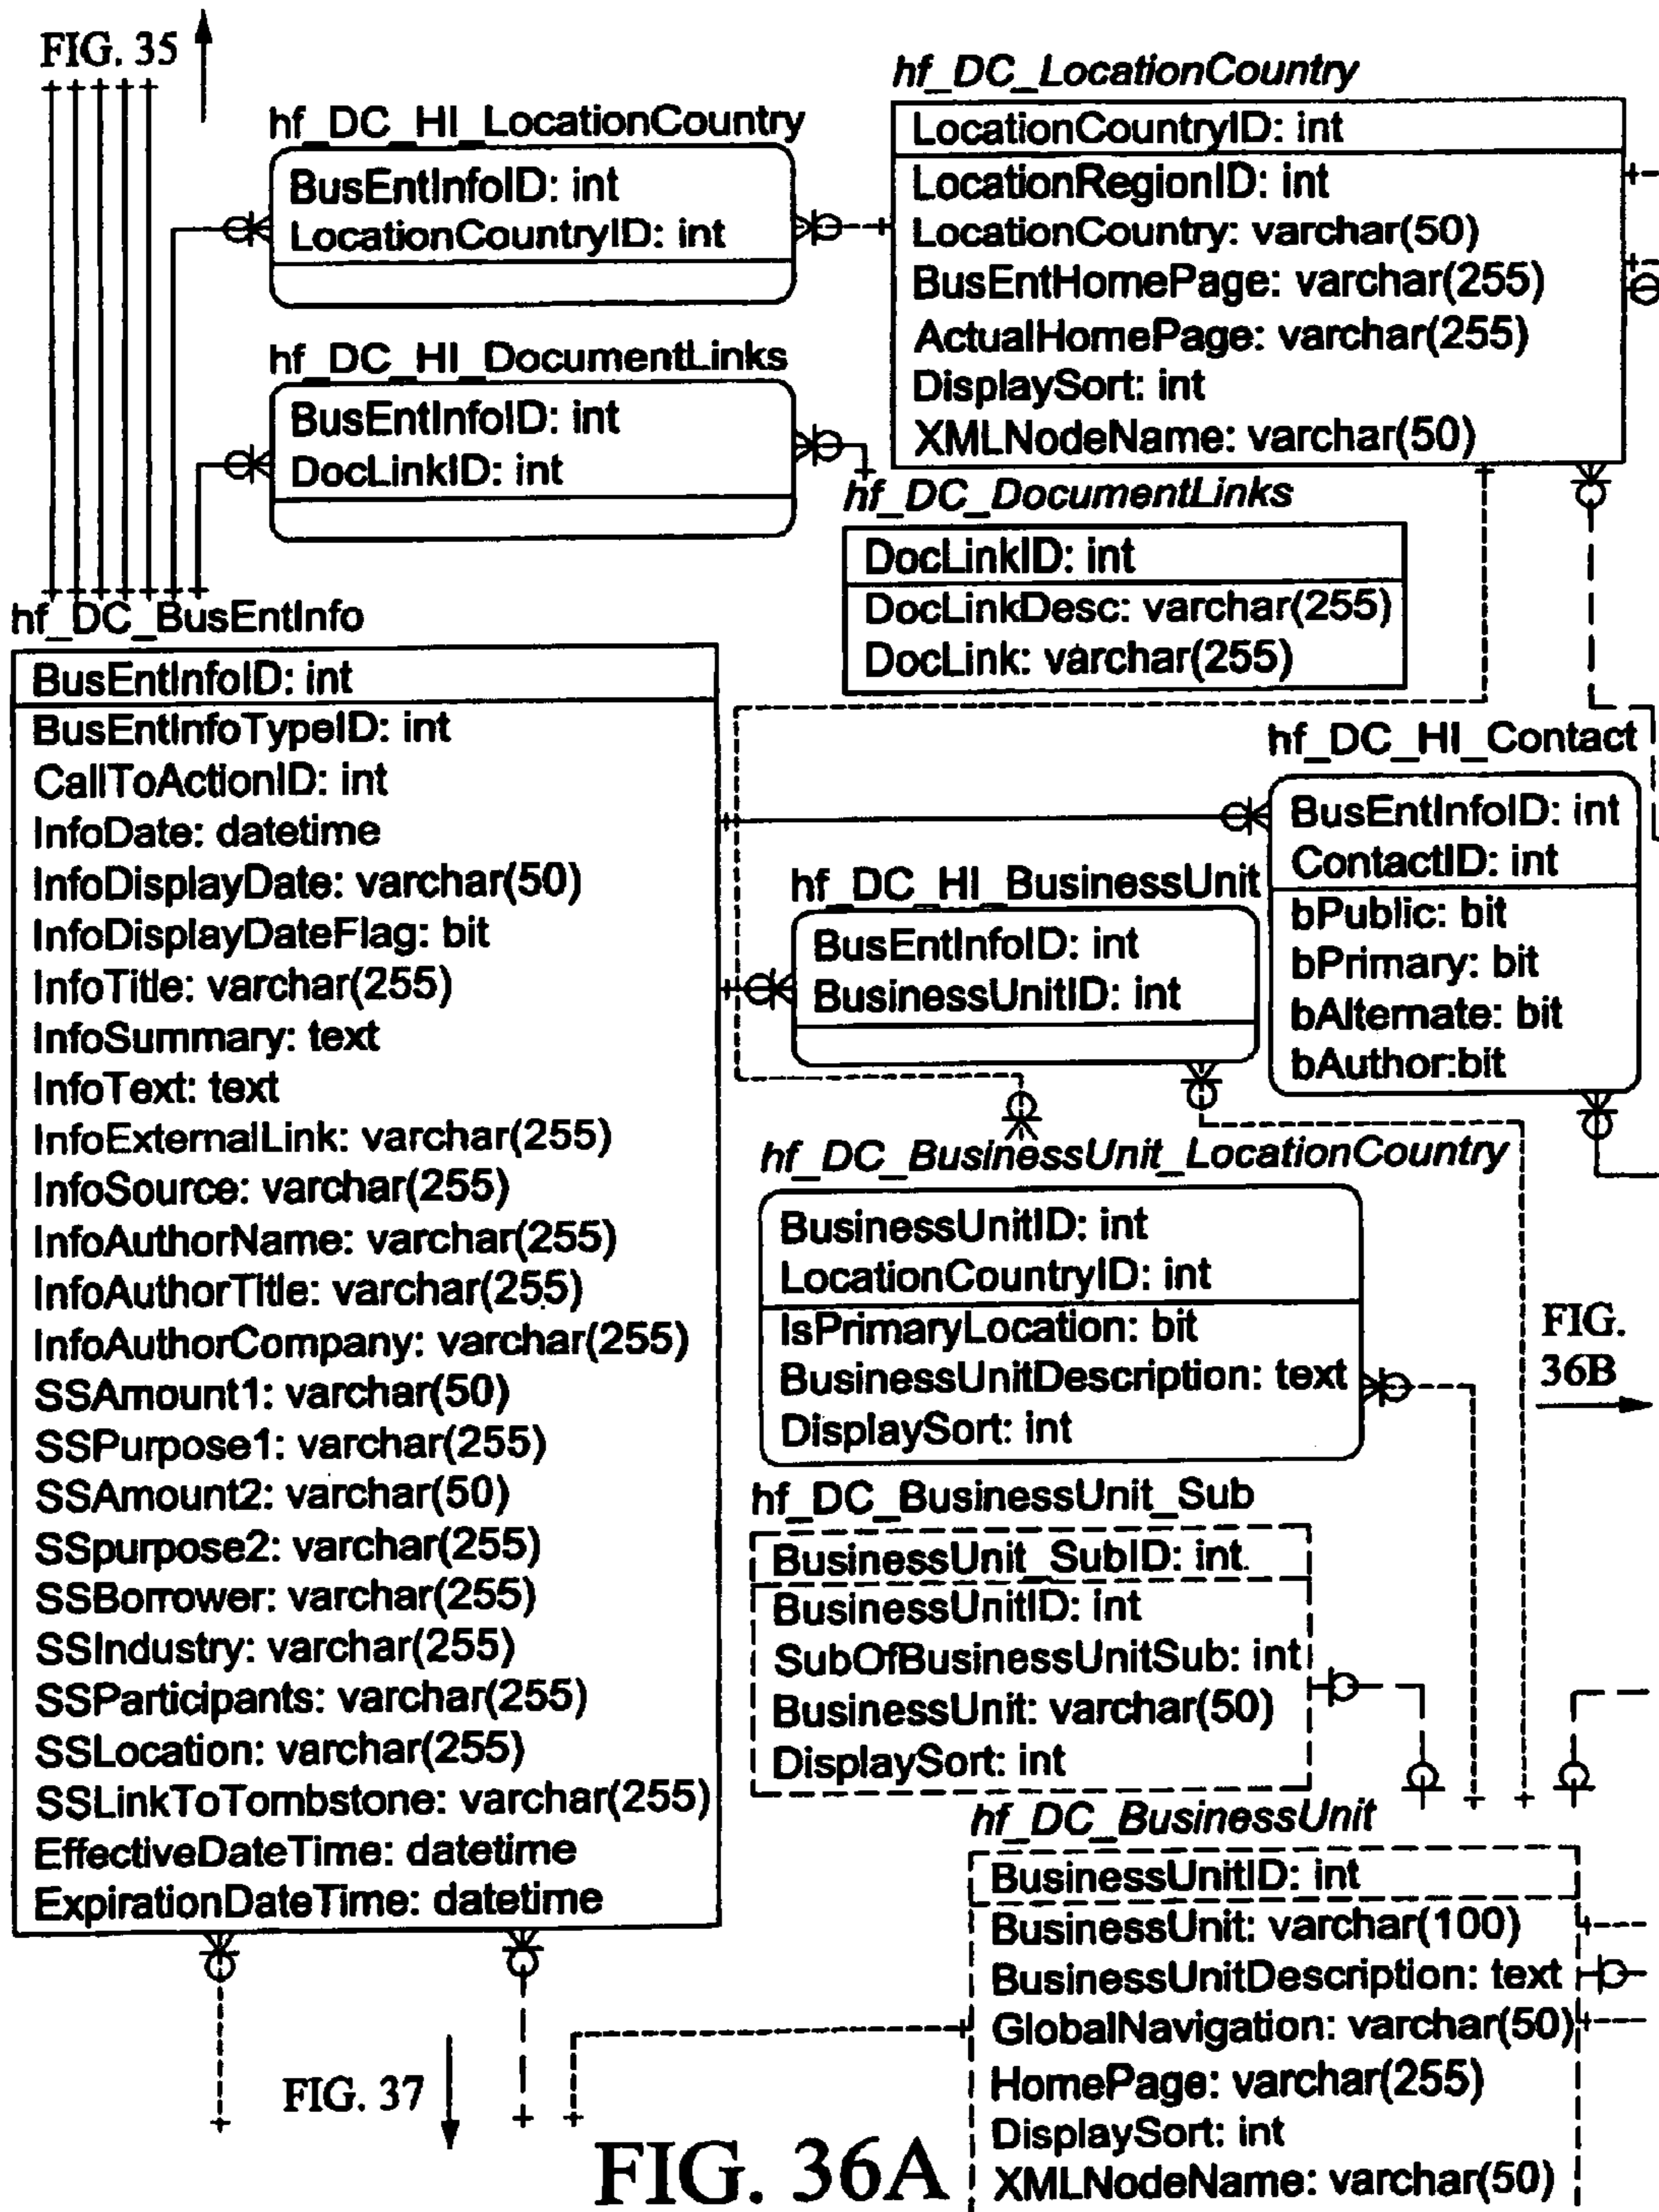 FIG. 35
hf_DC_HI_LocationCountry
BusEntInfoID: int
LocationCountryID: int
hf_DC_HI_DocumentLinks
BusEntInfoID: int
DocLinkID: int
hf_DC_LocationCountry
LocationCountryID: int
LocationRegionID: int
LocationCountry: varchar(50)
BusEntHomePage: varchar(255)
ActualHomePage: varchar(255)
DisplaySort: int
XMLNodeName: varchar(50)
hf_DC_DocumentLinks
DocLinkID: int
DocLinkDesc: varchar(255)
DocLink: varchar(255)
hf_DC_BusEntInfo
BusEntInfoID: int
BusEntInfoTypeID: int
CallToActionID: int
InfoDate: datetime
InfoDisplayDate: varchar(50)
InfoDisplayDateFlag: bit
InfoTitle: varchar(255)
InfoSummary: text
InfoText: text
InfoExternalLink: varchar(255)
InfoSource: varchar(255)
InfoAuthorName: varchar(255)
InfoAuthorTitle: varchar(255)
InfoAuthorCompany: varchar(255)
SSAmount1: varchar(50)
SSPurpose1: varchar(255)
SSAmount2: varchar(50)
SSpurpose2: varchar(255)
SSBorrower: varchar(255)
SSIndustry: varchar(255)
SSParticipants: varchar(255)
SSLocation: varchar(255)
SSLinkToTombstone: varchar(255)
EffectiveDateTime: datetime
ExpirationDateTime: datetime
hf_DC_HI_Contact
BusEntInfoID: int
ContactID: int
bPublic: bit
bPrimary: bit
bAlternate: bit
bAuthor:bit
hf_DC_HI_BusinessUnit
BusEntInfoID: int
BusinessUnitID: int
hf_DC_BusinessUnit_LocationCountry
BusinessUnitID: int
LocationCountryID: int
IsPrimaryLocation: bit
BusinessUnitDescription: text
DisplaySort: int
FIG.
36B
hf_DC_BusinessUnit_Sub
BusinessUnit_SubID: int
BusinessUnitID: int
SubOfBusinessUnitSub: int
BusinessUnit: varchar(50)
DisplaySort: int
hf_DC_BusinessUnit
BusinessUnitID: int
BusinessUnit: varchar(100)
BusinessUnitDescription: text
GlobalNavigation: varchar(50)
HomePage: varchar(255)
DisplaySort: int
XMLNodeName: varchar(50)
FIG. 37
FIG. 36A